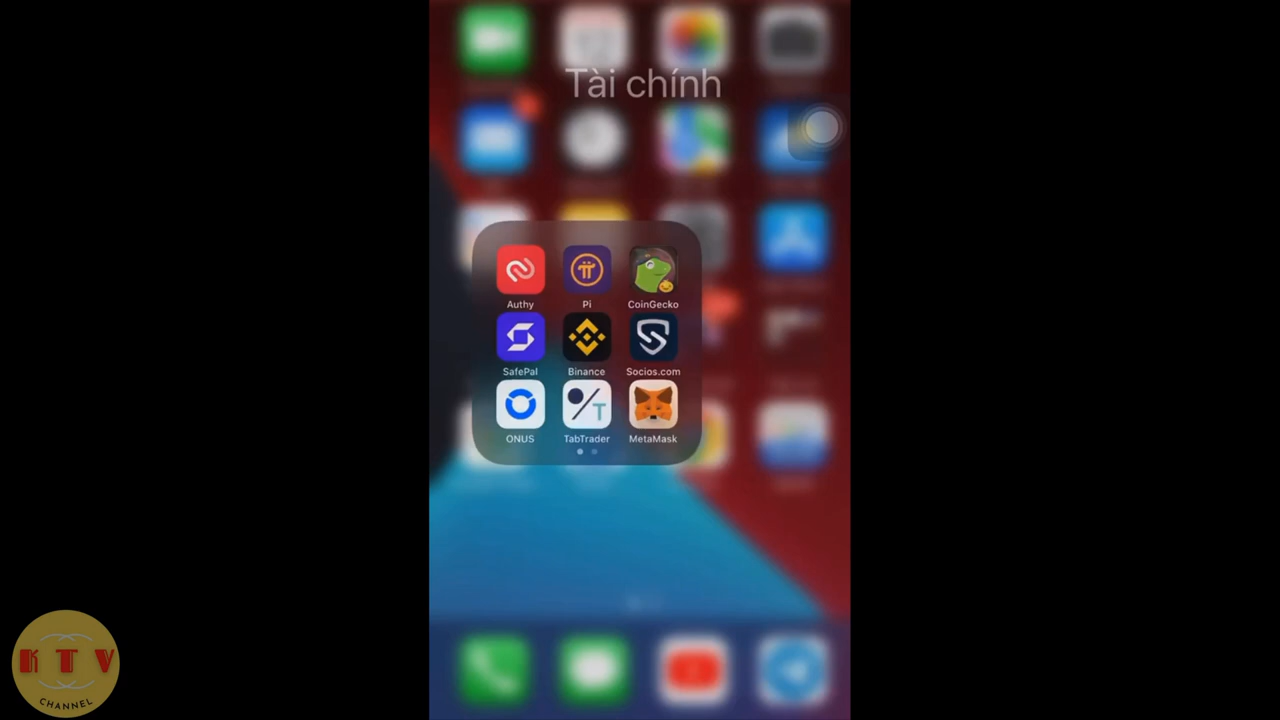 Tài chính
Authy
Pi
CoinGecko
SafePal
Binance
Socios.com
ONUS
TabTrader
MetaMask
KTV
CHANNEL